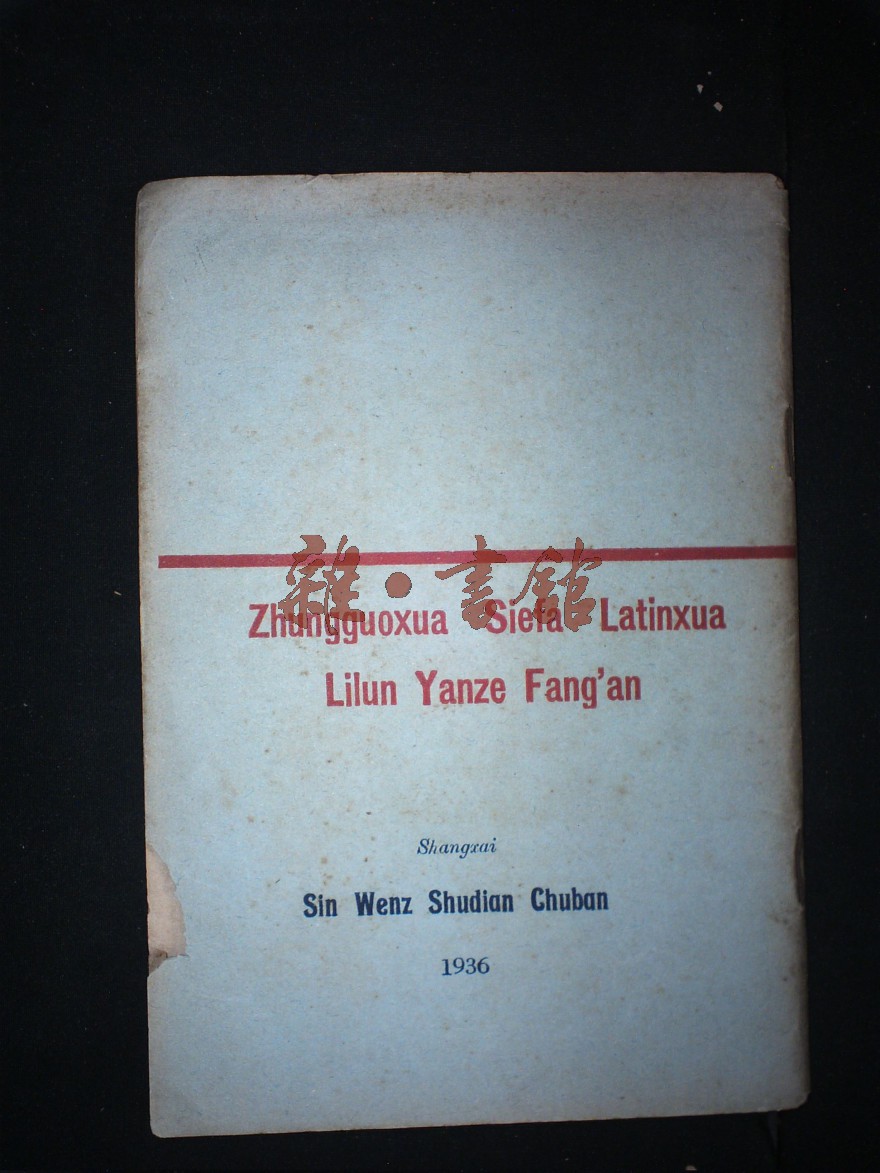 雜·書館
Zhungguoxua Siefa Latinxua
Lilun Yanze Fang'an
Shangxai
Sin Wenz Shudian Chuban
1936